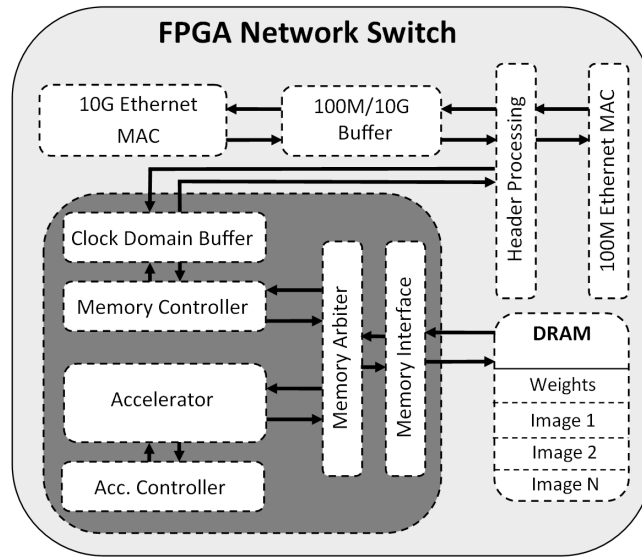 FPGA Network Switch
10G Ethernet
MAC
100M/10G
Buffer
Header Processing
100M Ethernet MAC
Clock Domain Buffer
Memory Controller
Accelerator
Acc. Controller
Memory Arbiter
Memory Interface
DRAM
Weights
Image 1
Image 2
Image N